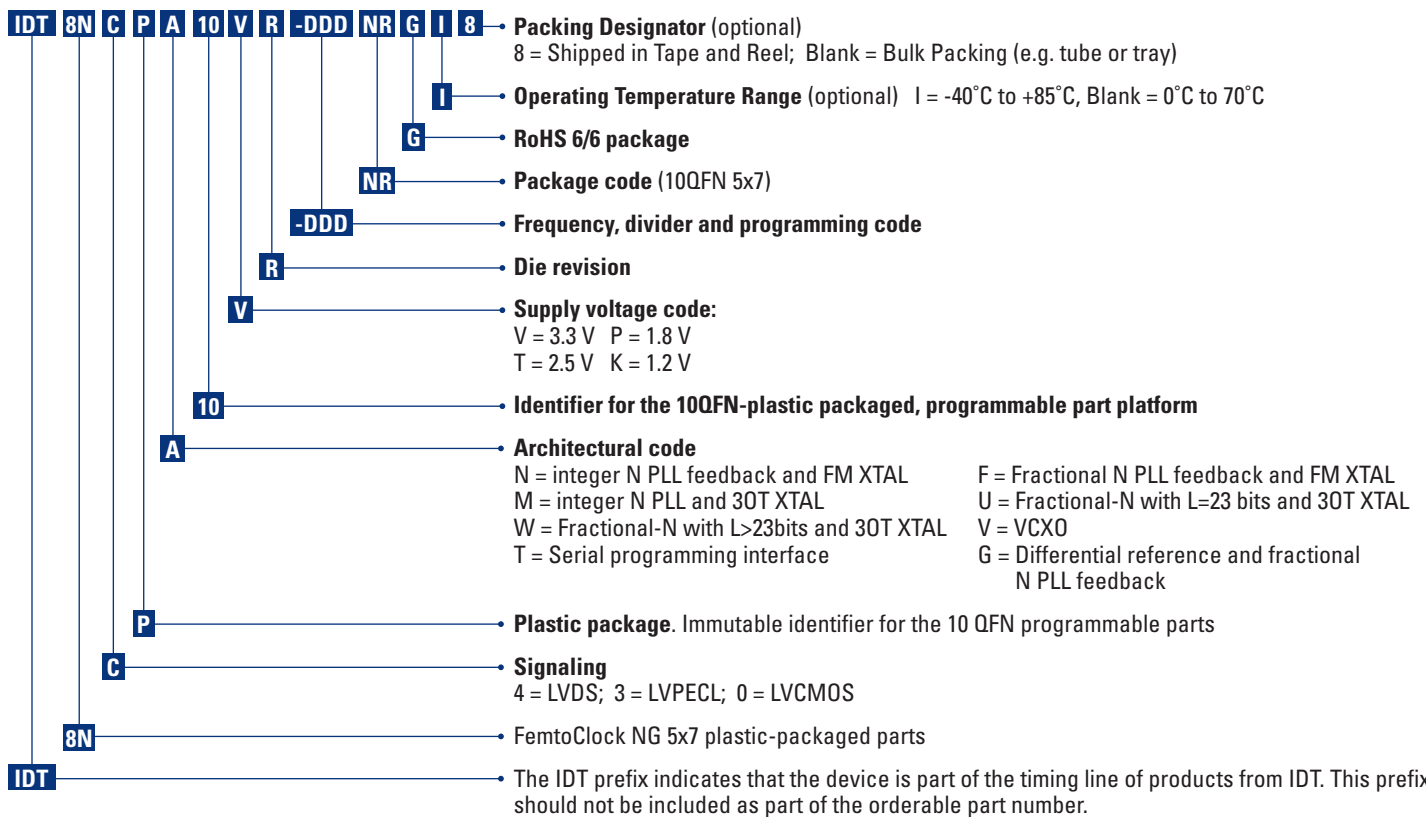 IDT 8N C P A 10 V R -DDD NR G I 8 Packing Designator (optional)
8 = Shipped in Tape and Reel; Blank = Bulk Packing (e.g. tube or tray)
I Operating Temperature Range (optional) I = -40˚C to +85˚C, Blank = 0˚C to 70˚C
G RoHS 6/6 package
NR Package code (10QFN 5x7)
-DDD Frequency, divider and programming code
R Die revision
V Supply voltage code:
V = 3.3 V P = 1.8 V
T = 2.5 V K = 1.2 V
10 Identifier for the 10QFN-plastic packaged, programmable part platform
A Architectural code
N = integer N PLL feedback and FM XTAL F = Fractional N PLL feedback and FM XTAL
M = integer N PLL and 3OT XTAL U = Fractional-N with L=23 bits and 3OT XTAL
W = Fractional-N with L>23bits and 3OT XTAL V = VCXO
T = Serial programming interface G = Differential reference and fractional
N PLL feedback
P Plastic package. Immutable identifier for the 10 QFN programmable parts
C Signaling
4 = LVDS; 3 = LVPECL; 0 = LVCMOS
8N FemtoClock NG 5x7 plastic-packaged parts
IDT The IDT prefix indicates that the device is part of the timing line of products from IDT. This prefix
should not be included as part of the orderable part number.